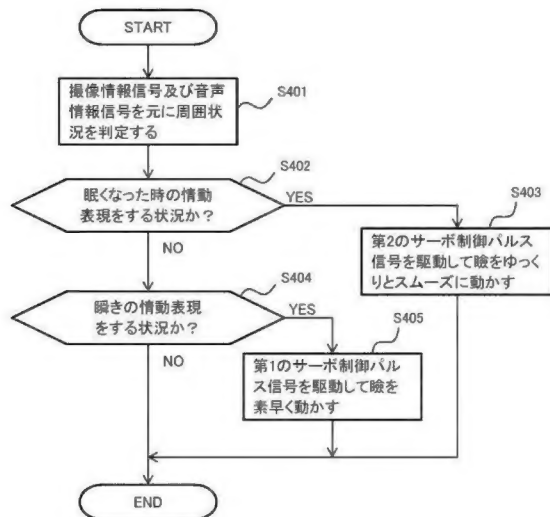 START
撮像情報信号及び音声
情報信号を元に周囲状
況を判定する
S401
S402
眠くなった時の情動
表現をする状況か?
YES
NO
S403
第2のサーボ制御パルス
信号を駆動して瞼をゆっく
りとスムーズに動かす
S404
瞬きの情動表現
をする状況か?
YES
NO
S405
第1のサーボ制御パル
ス信号を駆動して瞼を
素早く動かす
END